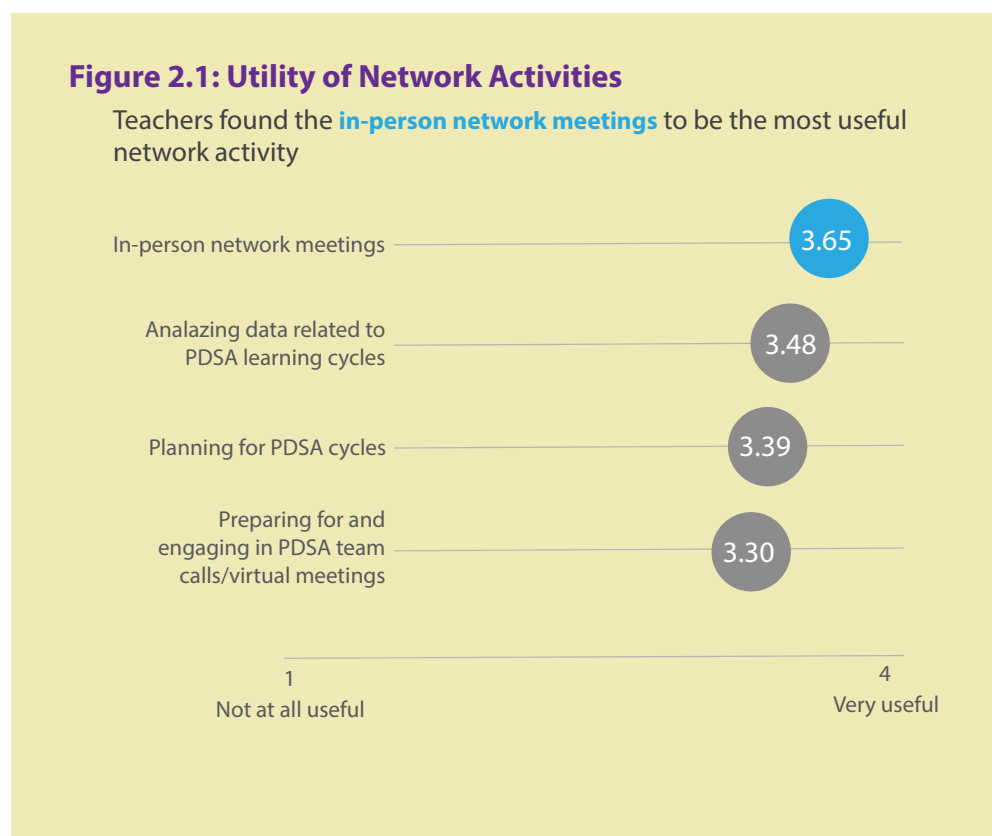 Figure 2.1: Utility of Network Activities
Teachers found the in-person network meetings to be the most useful
network activity
In-person network meetings
3.65
Analazing data related to
PDSA learning cycles
3.48
Planning for PDSA cycles
3.39
Preparing for and
engaging in PDSA team
calls/virtual meetings
3.30
1
4
Not at all useful
Very useful